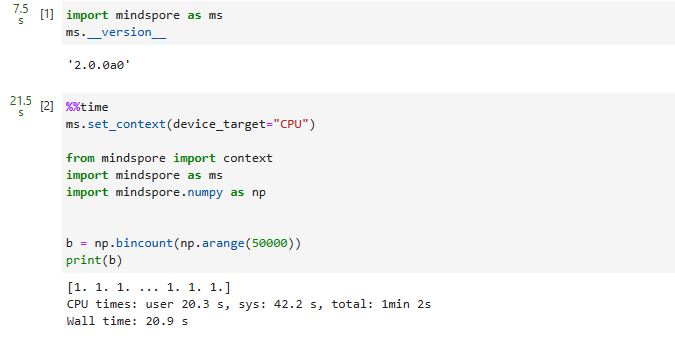 7.5
s
[1] import mindspore as ms
ms.__version__
'2.0.0a0'
21.5
s
[2] %%time
ms.set_context(device_target="CPU")
from mindspore import context
import mindspore as ms
import mindspore.numpy as np
b = np.bincount(np.arange(50000))
print(b)
[1. 1. 1. ... 1. 1. 1.]
CPU times: user 20.3 s, sys: 42.2 s, total: 1min 2s
Wall time: 20.9 s